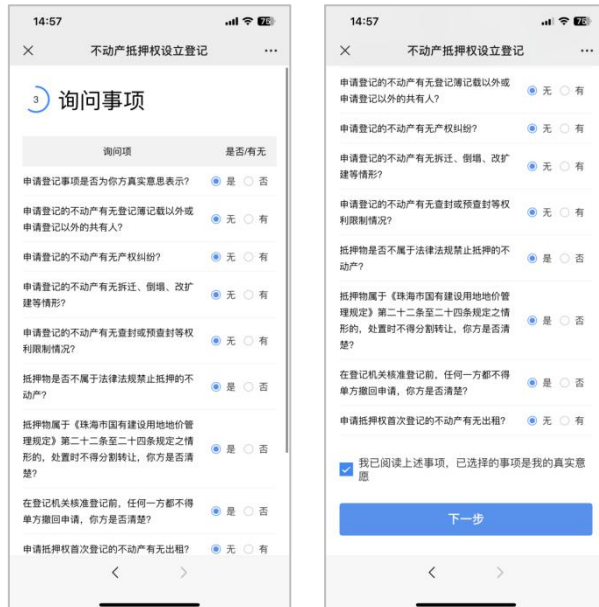 14:57
75
不动产抵押权设立登记
3
询问事项
询问项
是否/有无
申请登记事项是否为你方真实意思表示?
是 否
申请登记的不动产有无登记簿记载以外或
申请登记以外的共有人?
无 有
申请登记的不动产有无产权纠纷?
无 有
申请登记的不动产有无拆迁、倒塌、改扩
建等情形?
无 有
申请登记的不动产有无查封或预查封等权
利限制情况?
无 有
抵押物是否不属于法律法规禁止抵押的不
动产?
是 否
抵押物属于《珠海市国有建设用地地价管
理规定》第二十二条至二十四条规定之情
形的，处置时不得分割转让，你方是否清
楚?
是 否
在登记机关核准登记前，任何一方都不得
单方撤回申请，你方是否清楚?
是 否
申请抵押权首次登记的不动产有无出租?
无 有
14:57
75
不动产抵押权设立登记
申请登记的不动产有无登记簿记载以外或
申请登记以外的共有人?
无 有
申请登记的不动产有无产权纠纷?
无 有
申请登记的不动产有无拆迁、倒塌、改扩
建等情形?
无 有
申请登记的不动产有无查封或预查封等权
利限制情况?
无 有
抵押物是否不属于法律法规禁止抵押的不
动产?
是 否
抵押物属于《珠海市国有建设用地地价管
理规定》第二十二条至二十四条规定之情
形的，处置时不得分割转让，你方是否清
楚?
是 否
在登记机关核准登记前，任何一方都不得
单方撤回申请，你方是否清楚?
是 否
申请抵押权首次登记的不动产有无出租?
无 有
我已阅读上述事项，已选择的事项是我的真实意
愿
下一步